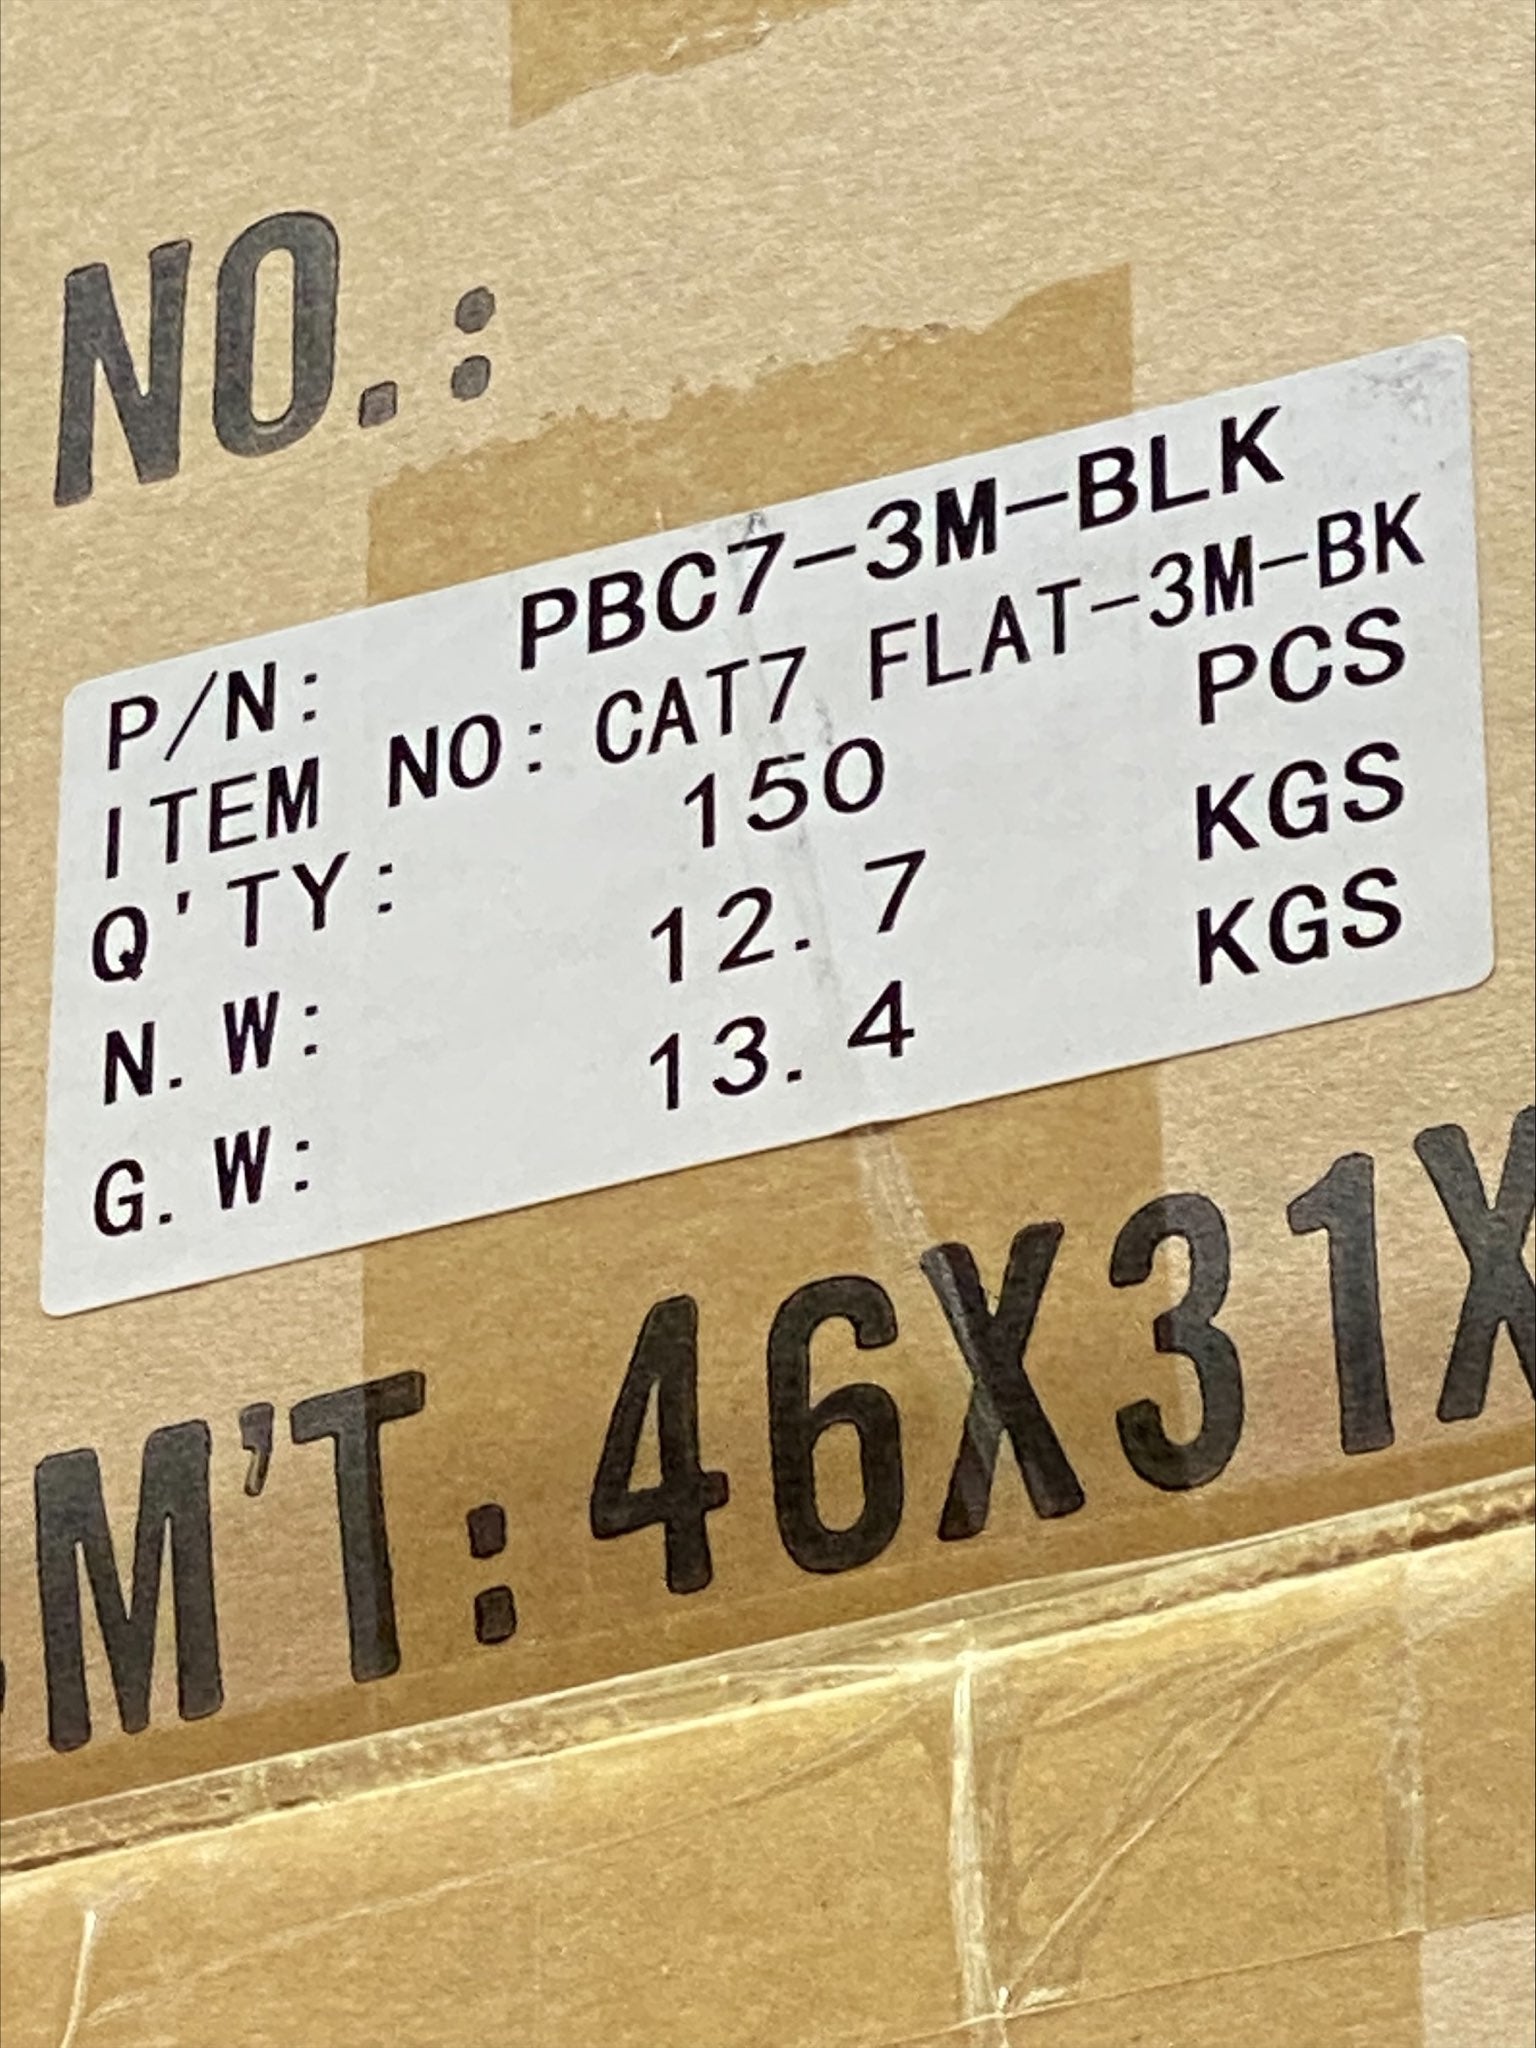 NO.:
P/N: PBC7-3M-BLK
ITEM NO: CAT7 FLAT-3M-BK
Q'TY: 150 PCS
N.W: 12.7 KGS
G.W: 13.4 KGS
M'T: 46X31X